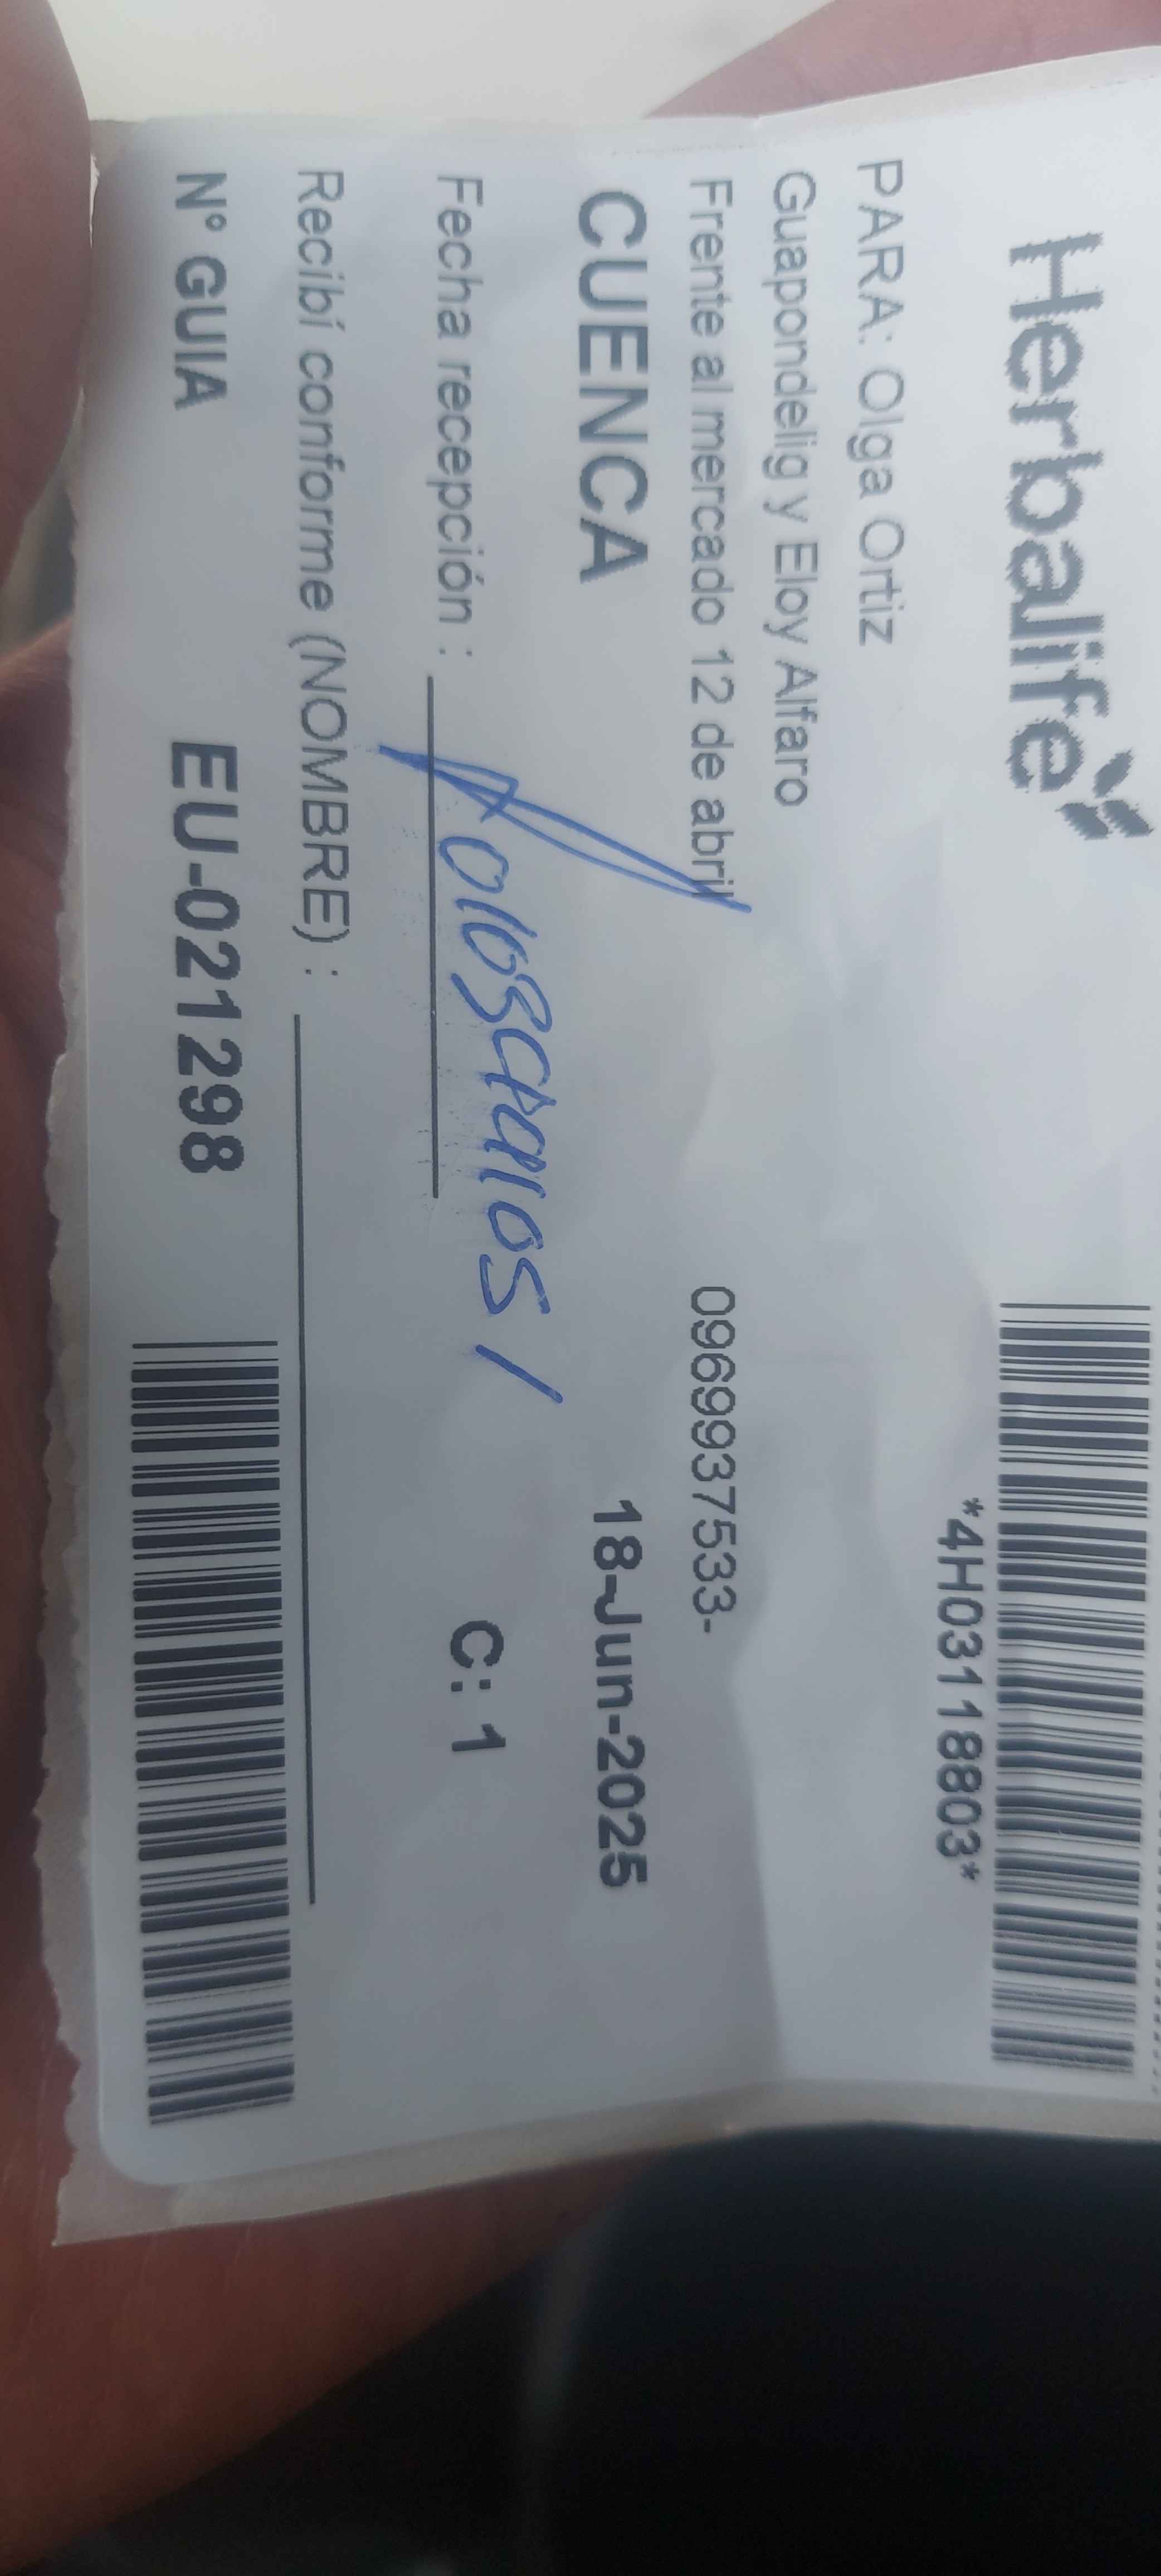 Herbalife
*4H03118803*
PARA: Olga Ortiz
Guapondelig y Eloy Alfaro
Frente al mercado 12 de abril 0969937533-
CUENCA 18-Jun-2025
Fecha recepción : C: 1
Recibí conforme (NOMBRE) :
N° GUIA EU-021298